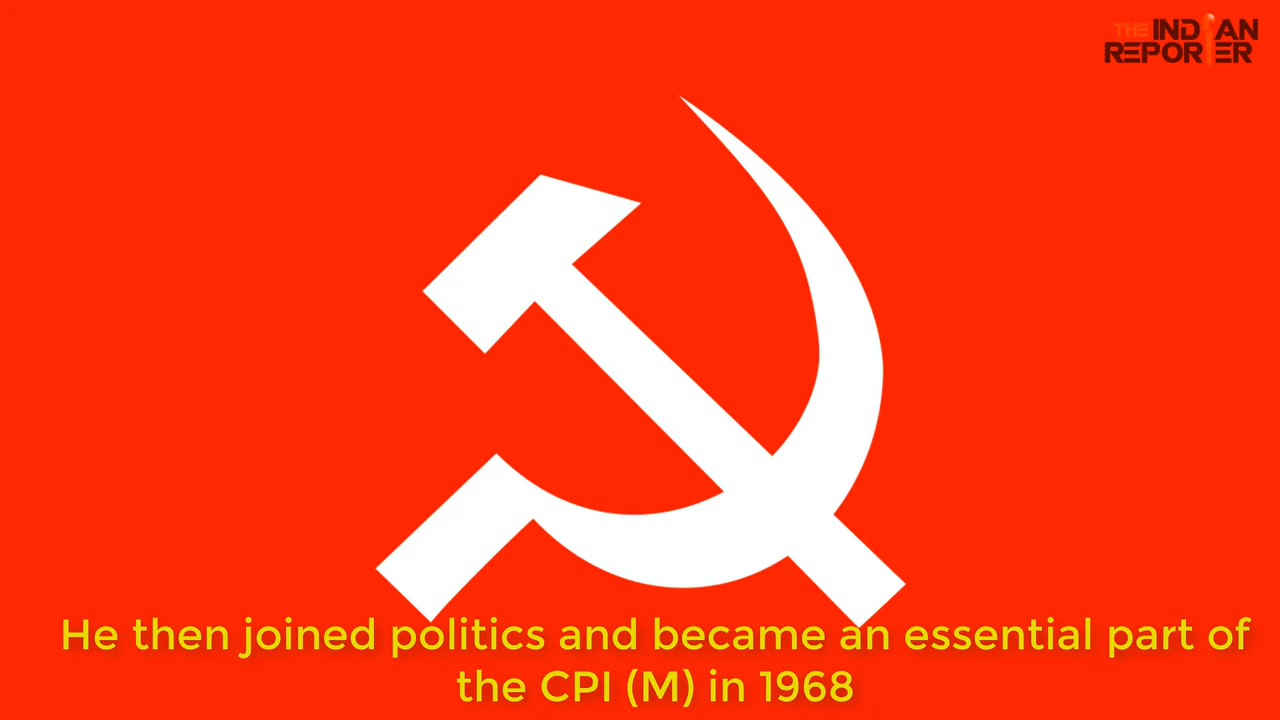 THE INDIAN
REPORTER
He then joined politics and became an essential part of
the CPI (M) in 1968